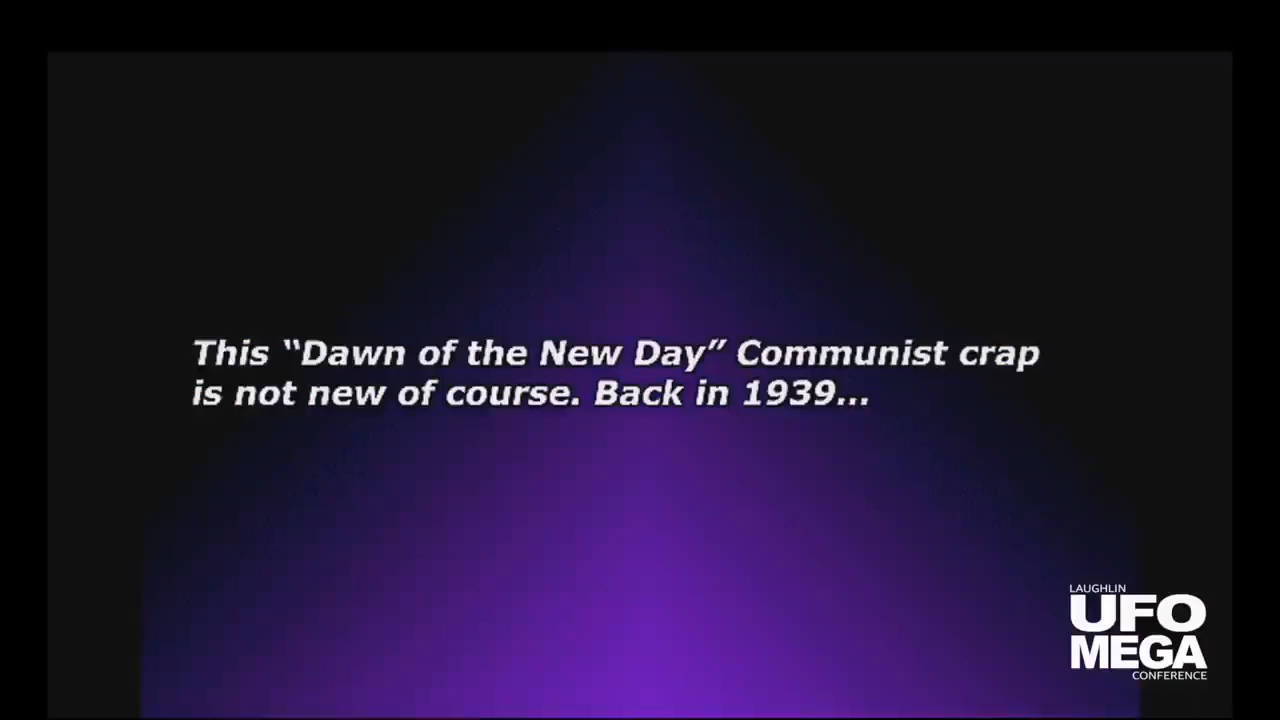 This “Dawn of the New Day” Communist crap
is not new of course. Back in 1939...
LAUGHLIN
UFO
MEGA
CONFERENCE